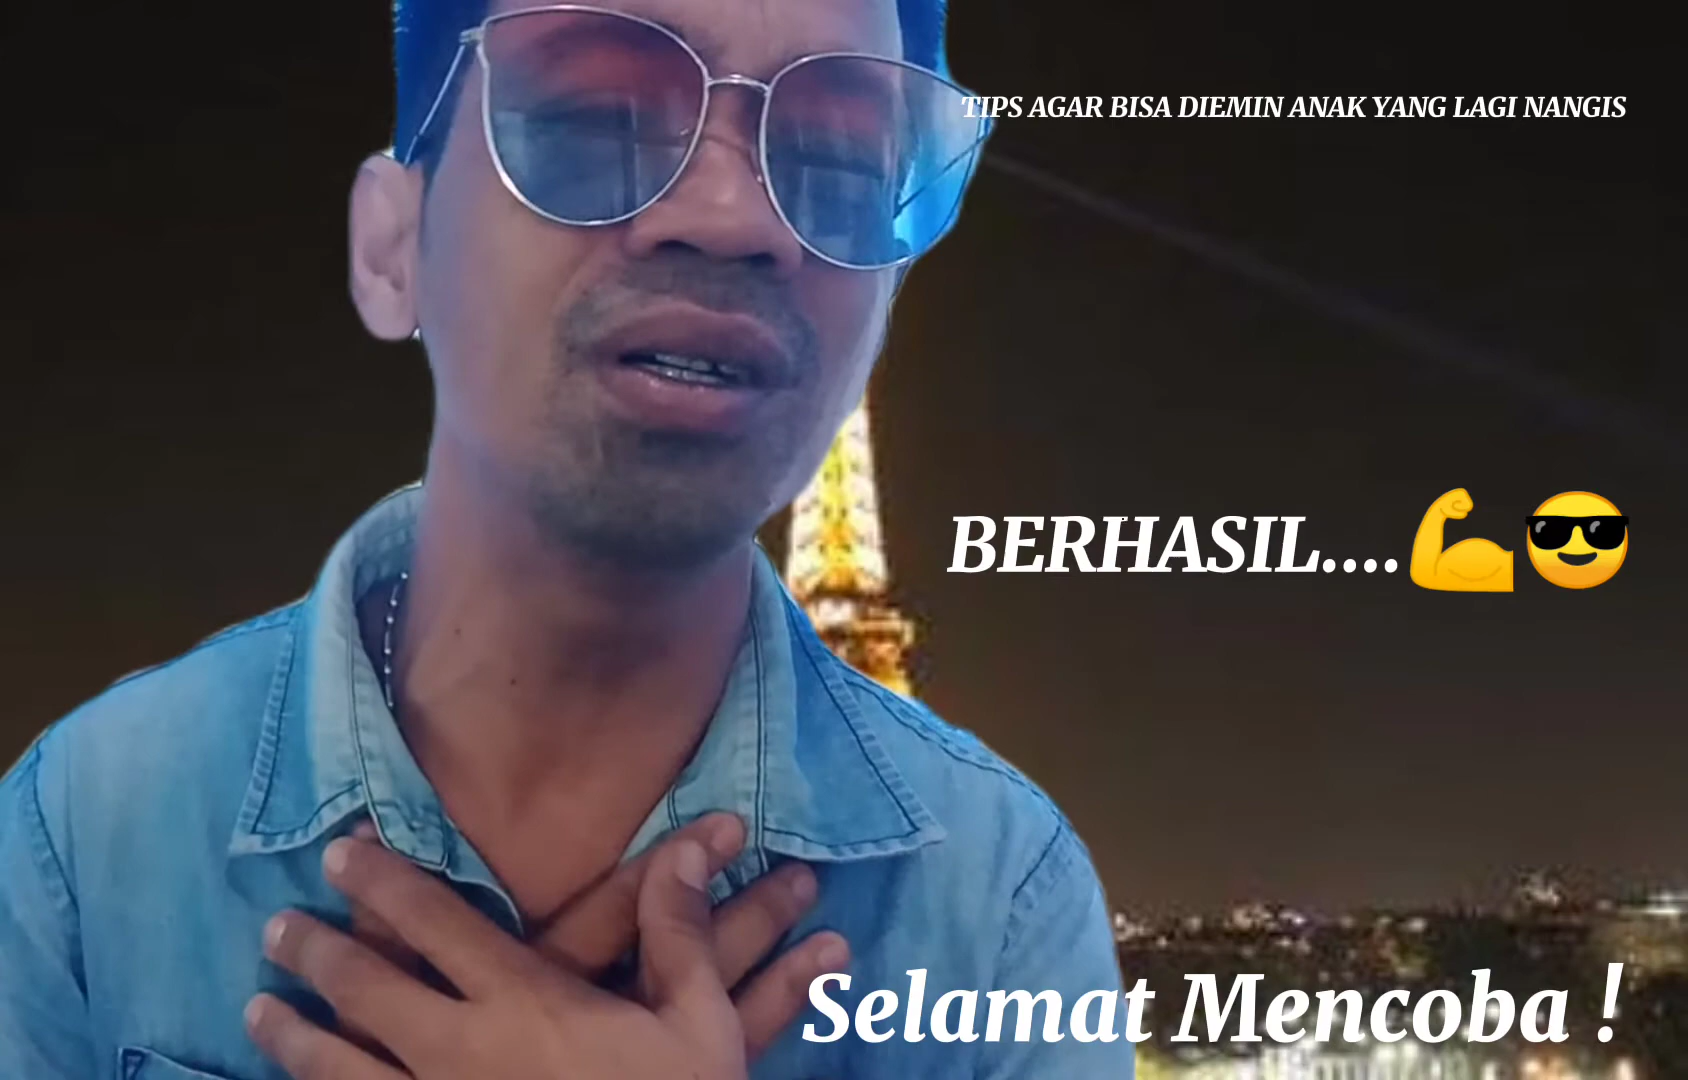 TIPS AGAR BISA DIEMIN ANAK YANG LAGI NANGIS
BERHASIL....💪😎
Selamat Mencoba !